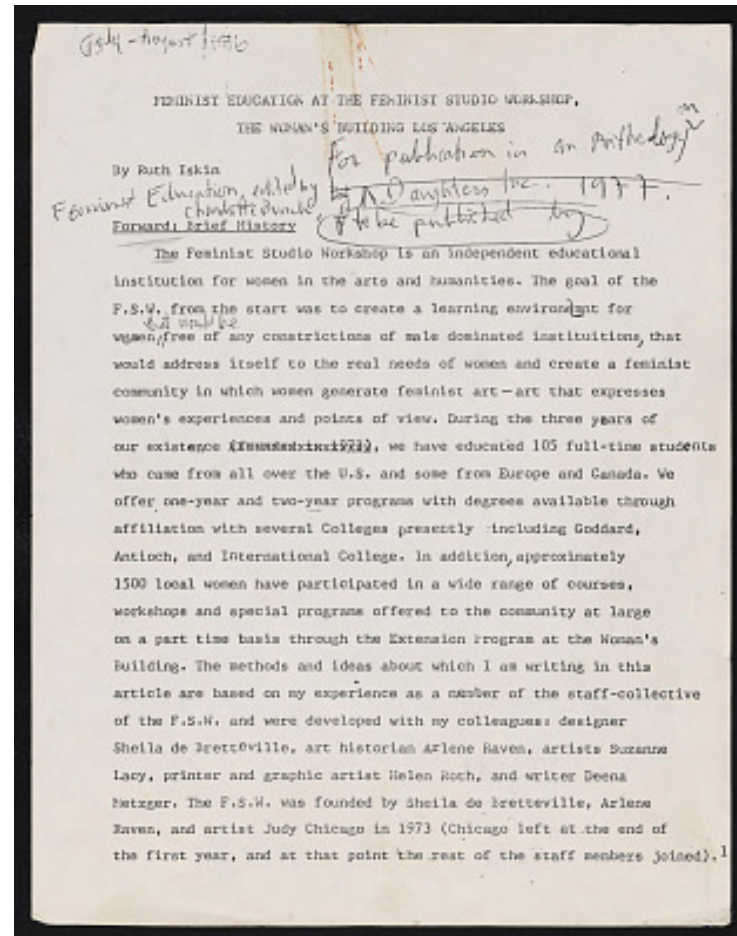 July - August 1976
FEMINIST EDUCATION AT THE FEMINIST STUDIO WORKSHOP,
THE WOMAN'S BUILDING LOS ANGELES
For publication in an Anthology
By Ruth Iskin
Feminist Education, edited by
by Daughters Inc. 1977.
Charlotte Bunch
to be published by
Forward: Brief History
The Feminist Studio Workshop is an independent educational
institution for women in the arts and humanities. The goal of the
F.S.W. from the start was to create a learning environment for
that would be
women, free of any constrictions of male dominated instituitions, that
would address itself to the real needs of women and create a feminist
community in which women generate feminist art—art that expresses
women's experiences and points of view. During the three years of
our existence (founded in 1973), we have educated 105 full-time students
who came from all over the U.S. and some from Europe and Canada. We
offer one-year and two-year programs with degrees available through
affiliation with several Colleges presently including Goddard,
Antioch, and International College. In addition, approximately
1500 local women have participated in a wide range of courses,
workshops and special programs offered to the community at large
on a part time basis through the Extension Program at the Woman's
Building. The methods and ideas about which I am writing in this
article are based on my experience as a member of the staff-collective
of the F.S.W. and were developed with my colleagues: designer
Sheila de Bretteville, art historian Arlene Raven, artists Suzanne
Lacy, printer and graphic artist Helen Roth, and writer Deena
Metzger. The F.S.W. was founded by Sheila de Bretteville, Arlene
Raven, and artist Judy Chicago in 1973 (Chicago left at the end of
the first year, and at that point the rest of the staff members joined).1